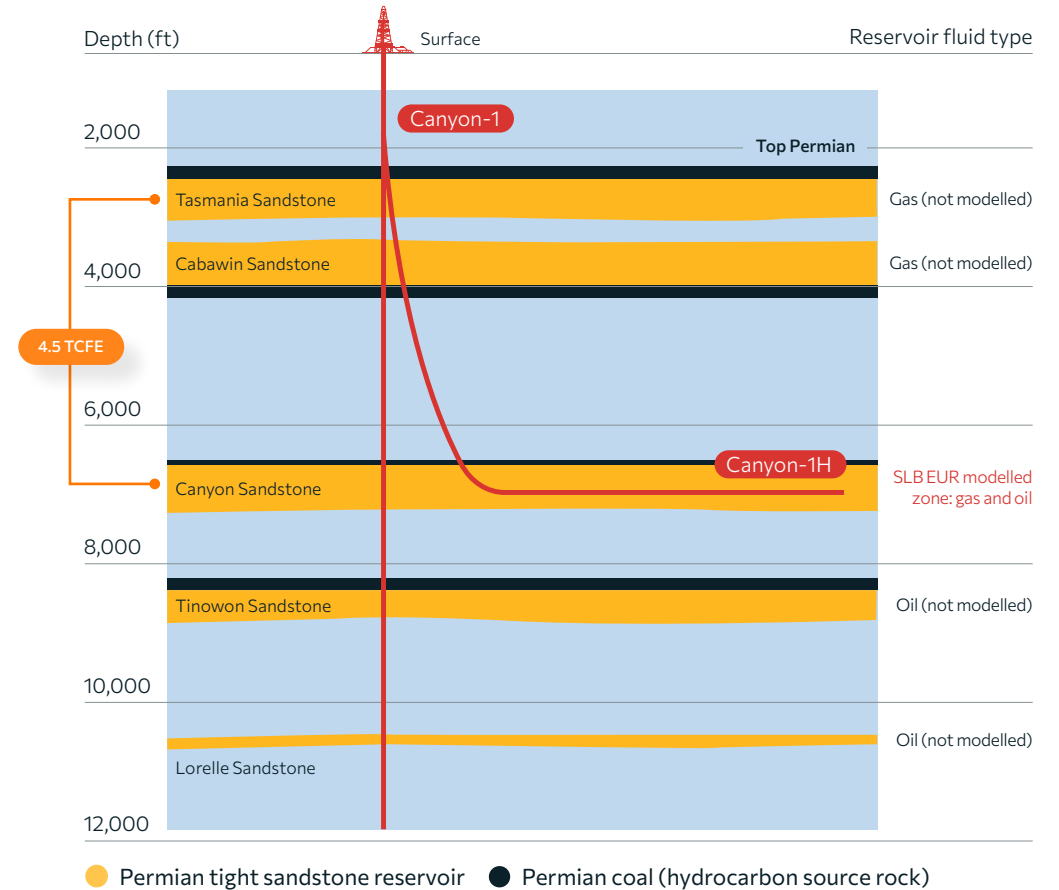 Depth (ft)
Surface
Reservoir fluid type
Canyon-1
2,000
Top Permian
Tasmania Sandstone
Gas (not modelled)
Cabawin Sandstone
Gas (not modelled)
4,000
4.5 TCFE
6,000
Canyon-1H
Canyon Sandstone
SLB EUR modelled
zone: gas and oil
8,000
Tinowon Sandstone
Oil (not modelled)
10,000
Oil (not modelled)
Lorelle Sandstone
12,000
Permian tight sandstone reservoir
Permian coal (hydrocarbon source rock)